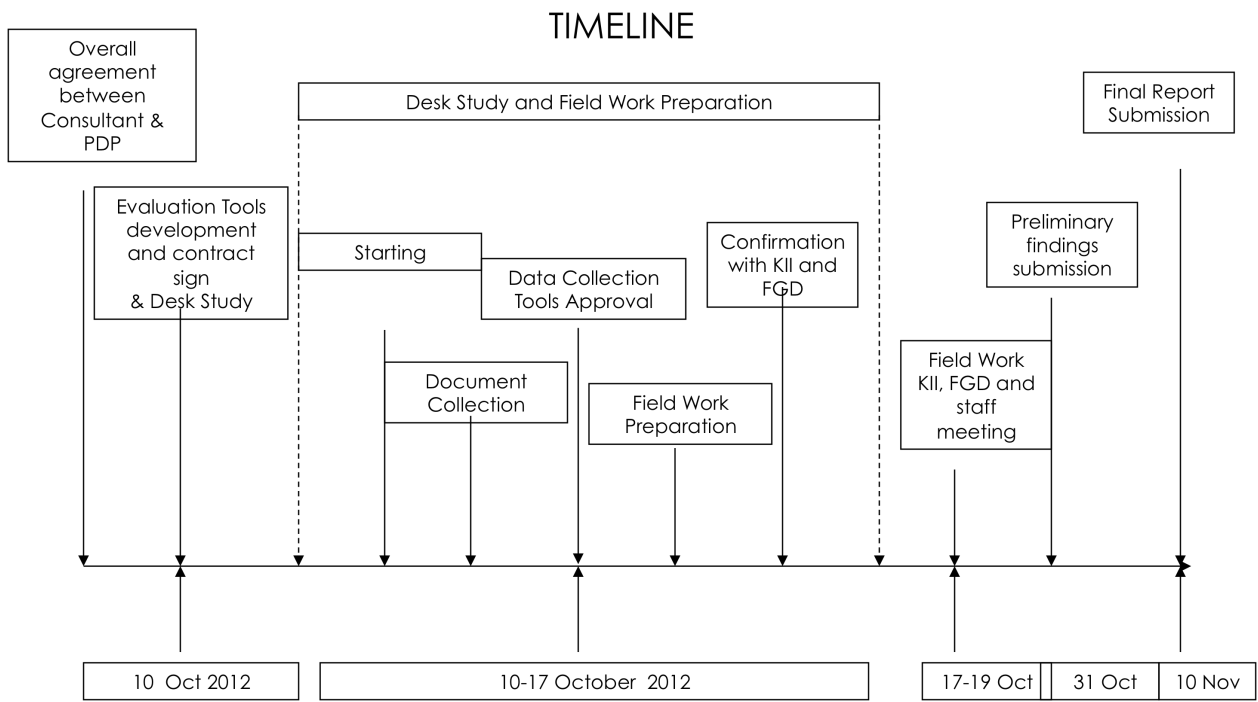 TIMELINE
Overall
agreement
between
Consultant &
PDP
Desk Study and Field Work Preparation
Final Report
Submission
Evaluation Tools
development
and contract
sign
& Desk Study
Starting
Data Collection
Tools Approval
Confirmation
with KII and
FGD
Preliminary
findings
submission
Document
Collection
Field Work
Preparation
Field Work
KII, FGD and
staff
meeting
10 Oct 2012
10-17 October 2012
17-19 Oct
31 Oct
10 Nov